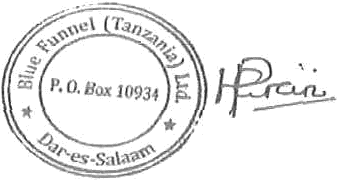 Blue Funnel (Tanzania) Ltd.
P. O. Box 10934
★ Dar-es-Salaam ★